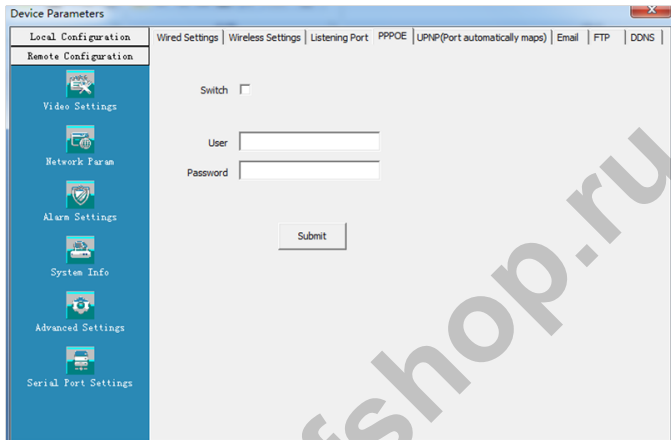 Device Parameters
Local Configuration
Remote Configuration
Video Settings
Network Param
Alarm Settings
System Info
Advanced Settings
Serial Port Settings
Wired Settings Wireless Settings Listening Port PPPOE UPNP(Port automatically maps) Email FTP DDNS
Switch
User
Password
Submit
fshop.ru